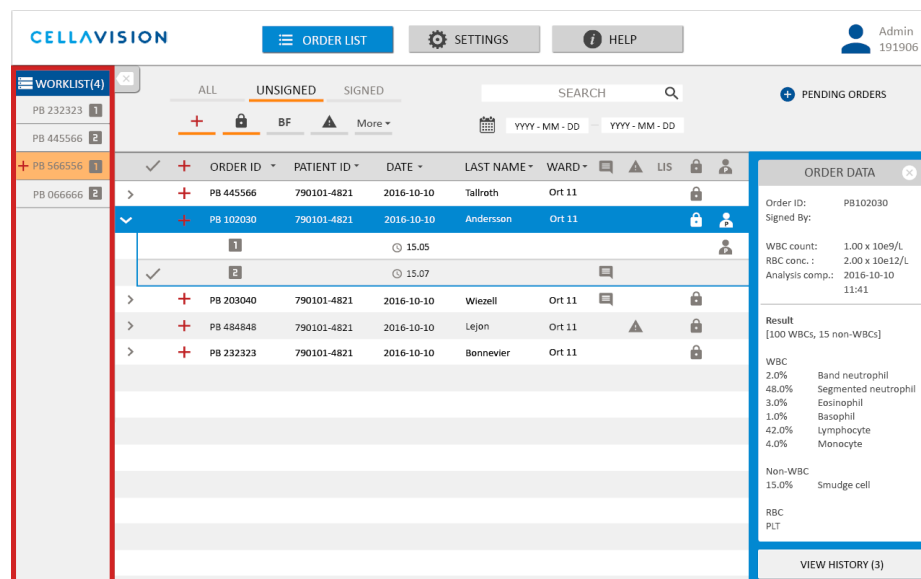 CELLAVISION
ORDER LIST
SETTINGS
HELP
Admin
191906
WORKLIST(4)
PB 232323 1
PB 445566 2
PB 566556 1
PB 066666 2
ALL UNSIGNED SIGNED
SEARCH
BF More
YYYY - MM - DD – YYYY - MM - DD
PENDING ORDERS
ORDER ID PATIENT ID DATE LAST NAME WARD LIS
PB 445566 790101-4821 2016-10-10 Tallroth Ort 11
PB 102030 790101-4821 2016-10-10 Andersson Ort 11
1 15.05
2 15.07
PB 203040 790101-4821 2016-10-10 Wiezell Ort 11
PB 484848 790101-4821 2016-10-10 Lejon Ort 11
PB 232323 790101-4821 2016-10-10 Bonnevier Ort 11
ORDER DATA
Order ID: PB102030
Signed By:
WBC count: 1.00 x 10e9/L
RBC conc. : 2.00 x 10e12/L
Analysis comp.: 2016-10-10
11:41
Result
[100 WBCs, 15 non-WBCs]
WBC
2.0% Band neutrophil
48.0% Segmented neutrophil
3.0% Eosinophil
1.0% Basophil
42.0% Lymphocyte
4.0% Monocyte
Non-WBC
15.0% Smudge cell
RBC
PLT
VIEW HISTORY (3)